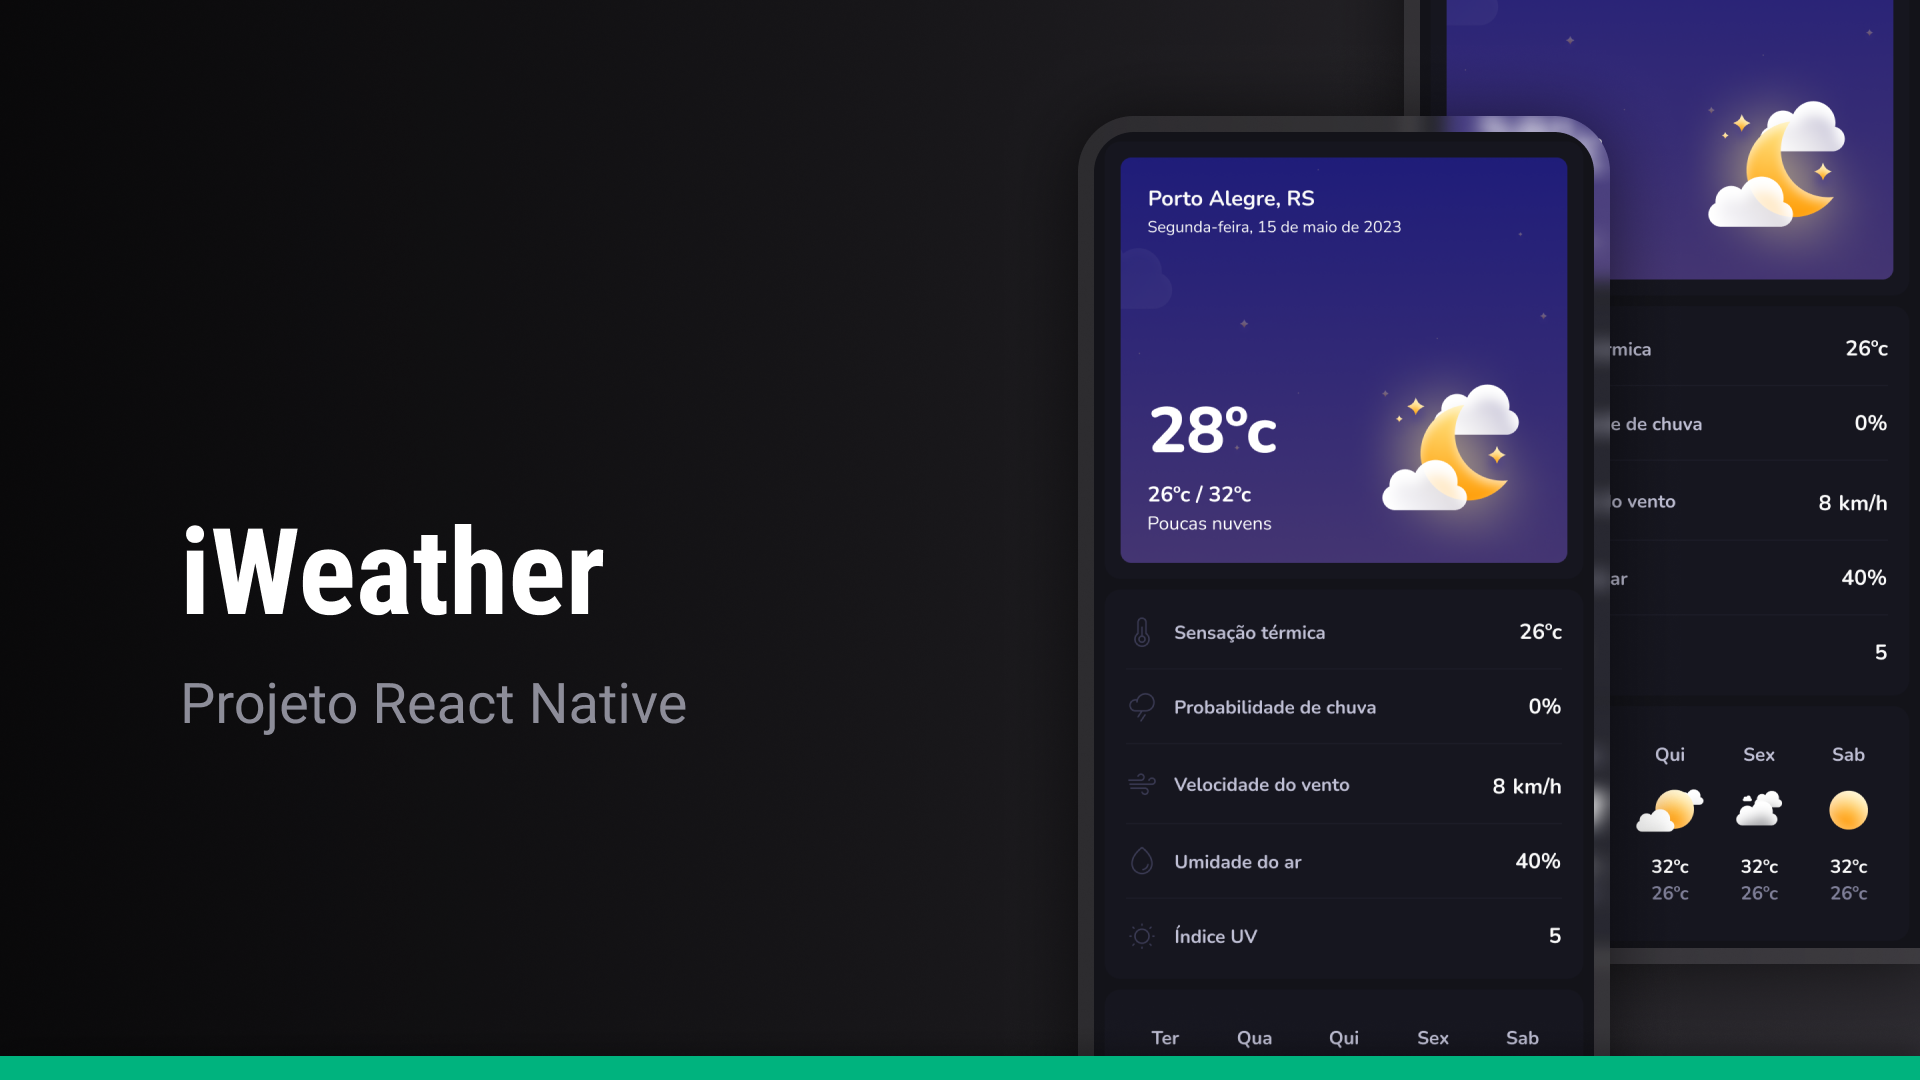 iWeather
Projeto React Native
Porto Alegre, RS
Segunda-feira, 15 de maio de 2023
28ºc
26ºc / 32ºc
Poucas nuvens
Sensação térmica 26ºc
Probabilidade de chuva 0%
Velocidade do vento 8 km/h
Umidade do ar 40%
Índice UV 5
Ter Qua Qui Sex Sab
rmica 26ºc
e de chuva 0%
o vento 8 km/h
ar 40%
5
Qui Sex Sab
32ºc 32ºc 32ºc
26ºc 26ºc 26ºc